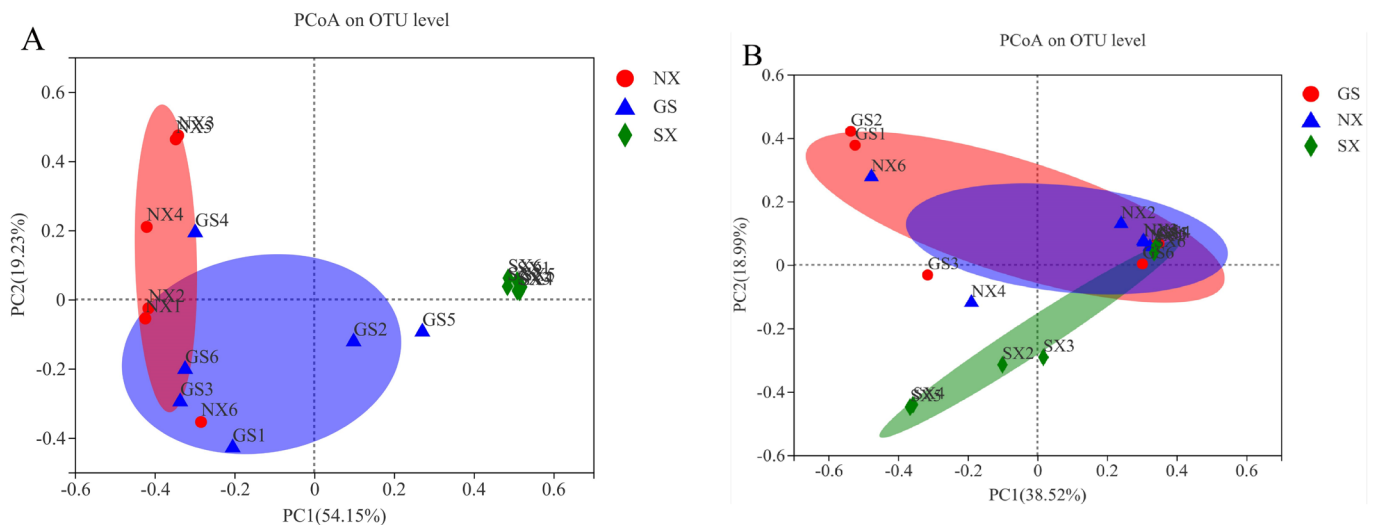 A
PCoA on OTU level
NX
GS
SX
PC2(19.23%)
0.6
0.4
0.2
0
-0.2
-0.4
NX3
NX5
NX4
GS4
NX2
NX1
GS6
GS3
NX6
GS1
GS2
GS5
SX6
-0.6
-0.4
-0.2
0
0.2
0.4
0.6
PC1(54.15%)
B
PCoA on OTU level
GS
NX
SX
PC2(18.99%)
0.6
0.4
0.2
0
-0.2
-0.4
-0.6
GS2
GS1
NX6
NX2
GS6
GS3
NX4
SX3
SX2
SX4
-0.6
-0.4
-0.2
0
0.2
0.4
0.6
PC1(38.52%)